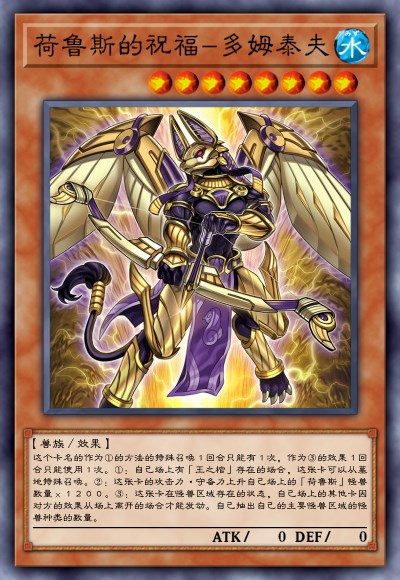 荷鲁斯的祝福-多姆泰夫
水
【兽族/效果】
这个卡名的作为①的方法的特殊召唤1回合只能有1次，作为③的效果1回
合只能使用1次。①：自己场上有「王之棺」存在的场合，这张卡可以从墓
地特殊召唤。②：这张卡的攻击力·守备力上升自己场上的「荷鲁斯」怪兽
数量x1200。③：这张卡在怪兽区域存在的状态，自己场上的其他卡因
对方的效果从场上离开的场合才能发动。自己抽出自己的主要怪兽区域的怪
兽种类的数量。
ATK/ 0 DEF/ 0